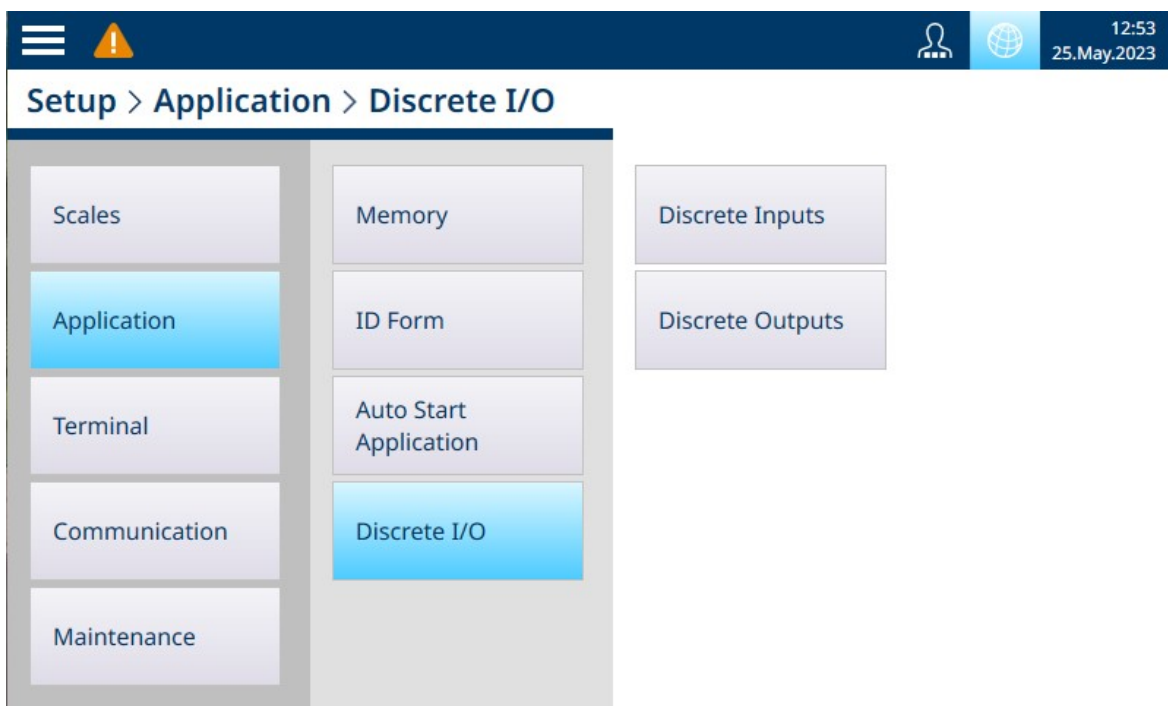 12:53
25.May.2023
Setup > Application > Discrete I/O
Scales
Application
Terminal
Communication
Maintenance
Memory
ID Form
Auto Start
Application
Discrete I/O
Discrete Inputs
Discrete Outputs